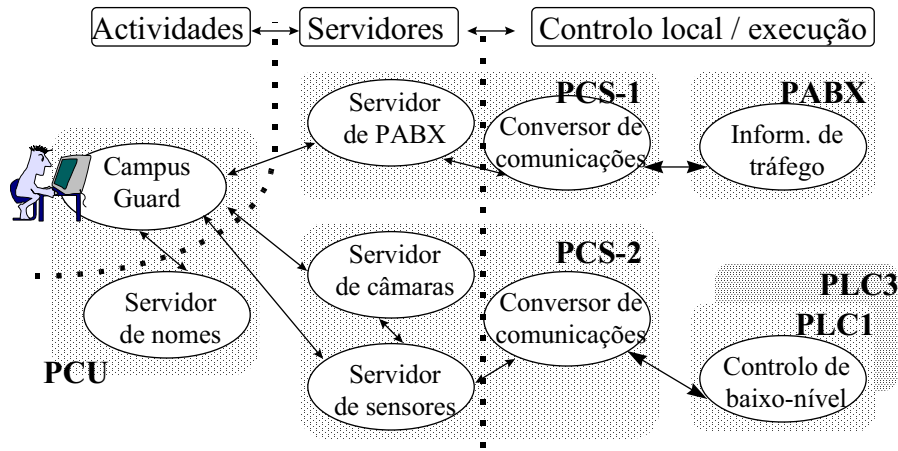 Actividades
Servidores
Controlo local / execução
PCS-1
PABX
Servidor
de PABX
Conversor de
comunicações
Inform. de
tráfego
Campus
Guard
PCS-2
Servidor
de câmaras
Conversor de
comunicações
PLC3
PLC1
Servidor
de nomes
PCU
Servidor
de sensores
Controlo de
baixo-nível